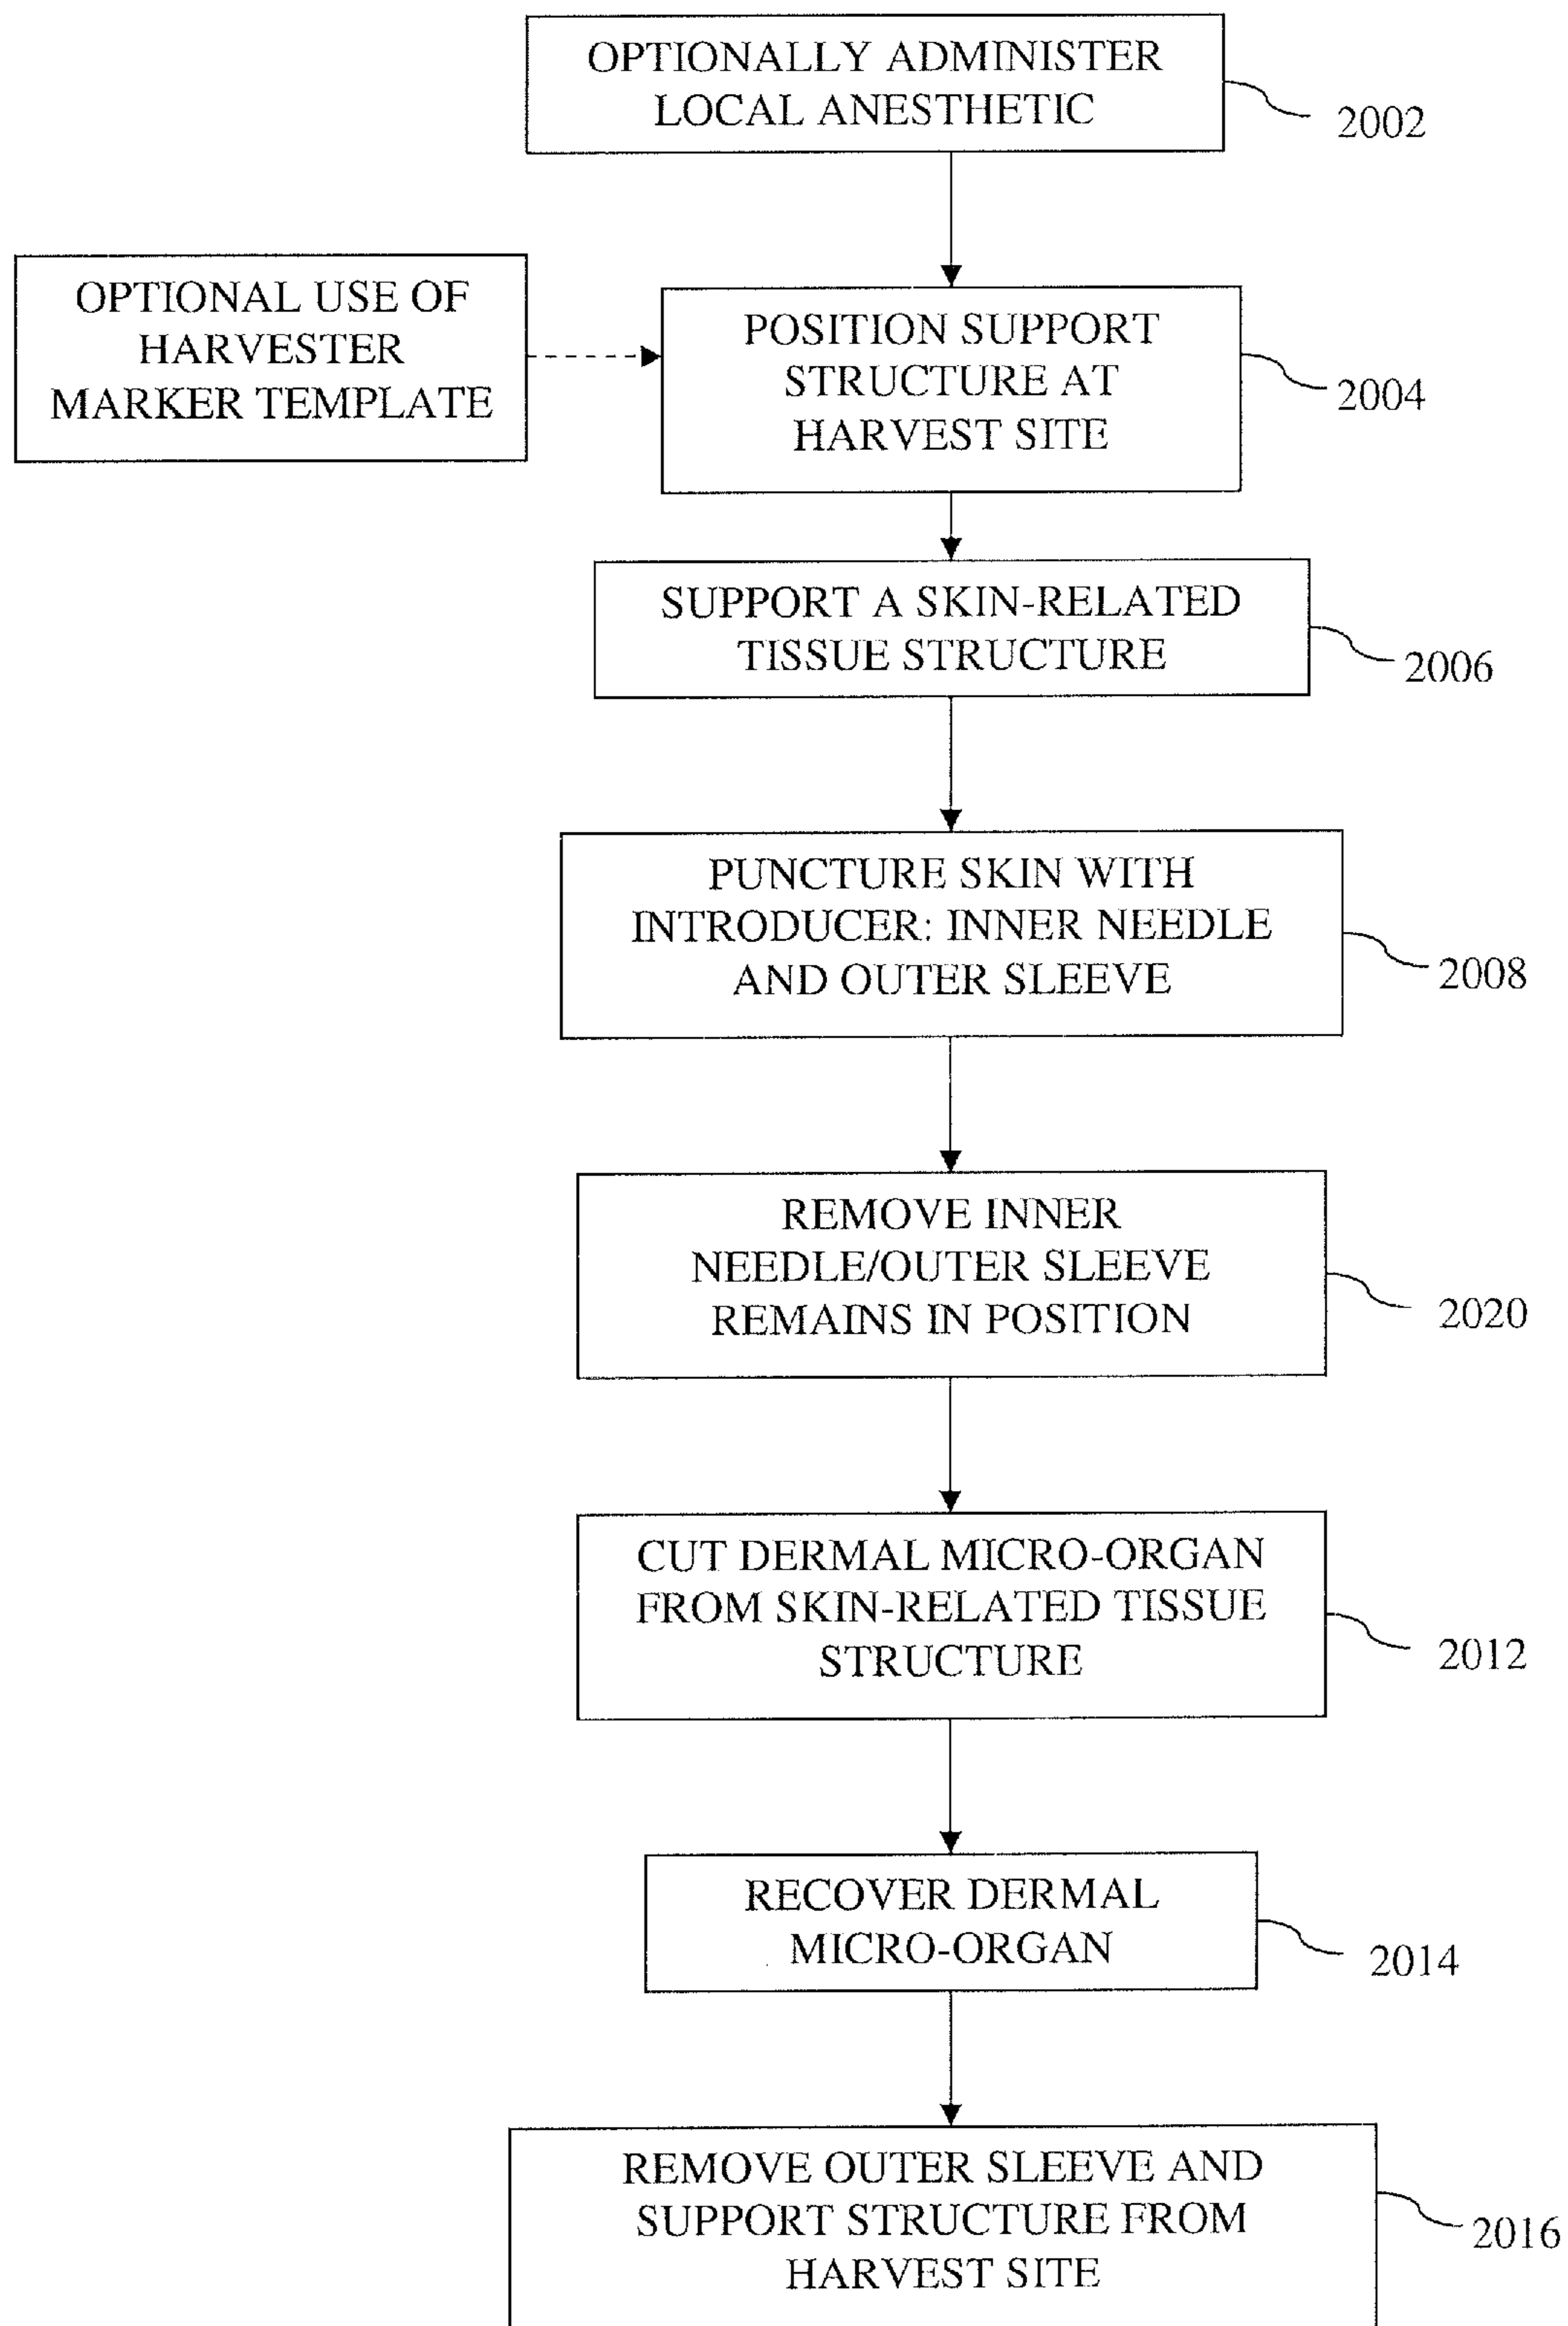 OPTIONALLY ADMINISTER
LOCAL ANESTHETIC
2002
OPTIONAL USE OF
HARVESTER
MARKER TEMPLATE
POSITION SUPPORT
STRUCTURE AT
HARVEST SITE
2004
SUPPORT A SKIN-RELATED
TISSUE STRUCTURE
2006
PUNCTURE SKIN WITH
INTRODUCER: INNER NEEDLE
AND OUTER SLEEVE
2008
REMOVE INNER
NEEDLE/OUTER SLEEVE
REMAINS IN POSITION
2020
CUT DERMAL MICRO-ORGAN
FROM SKIN-RELATED TISSUE
STRUCTURE
2012
RECOVER DERMAL
MICRO-ORGAN
2014
REMOVE OUTER SLEEVE AND
SUPPORT STRUCTURE FROM
HARVEST SITE
2016